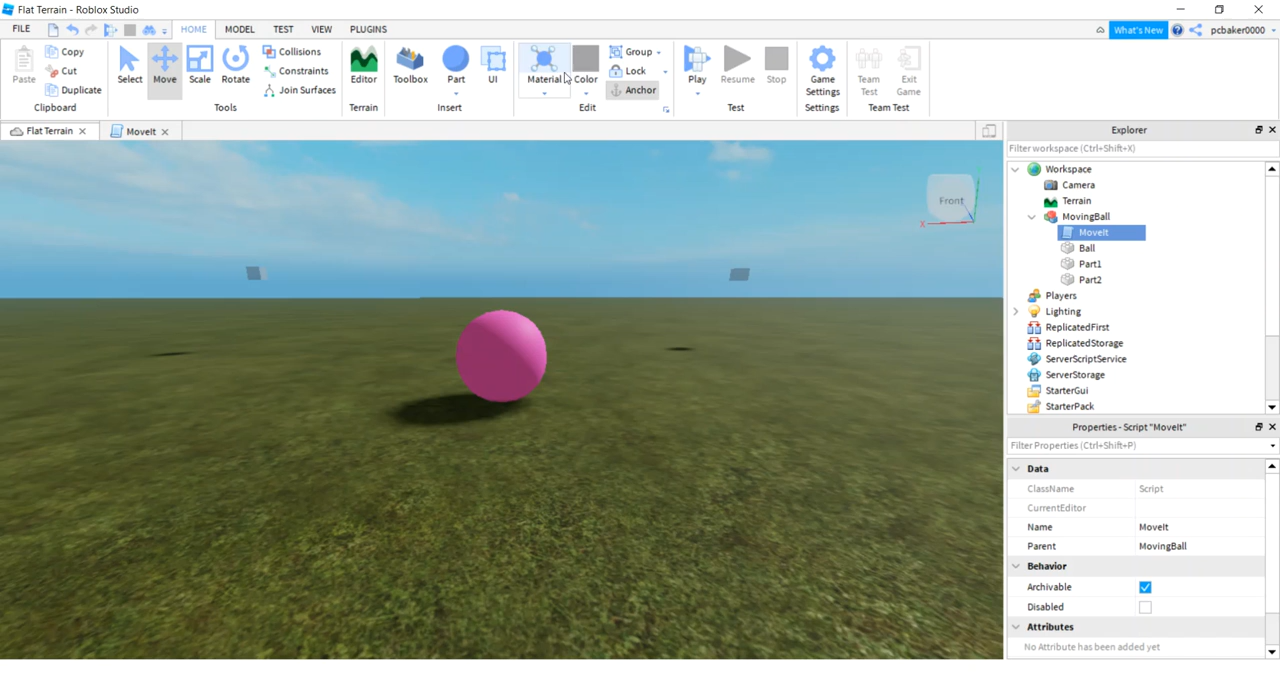 Flat Terrain - Roblox Studio
FILE HOME MODEL TEST VIEW PLUGINS What's New pcbaker0000
Paste Copy Cut Duplicate Clipboard
Select Move Scale Rotate Collisions Constraints Join Surfaces Tools
Editor Terrain
Toolbox Part UI Insert
Material Color Group Lock Anchor Edit
Play Resume Stop Test
Game Settings Settings
Team Test Exit Game Team Test
Flat Terrain MoveIt
Front
X
Explorer
Filter workspace (Ctrl+Shift+X)
Workspace
Camera
Terrain
MovingBall
MoveIt
Ball
Part1
Part2
Players
Lighting
ReplicatedFirst
ReplicatedStorage
ServerScriptService
ServerStorage
StarterGui
StarterPack
Properties - Script "MoveIt"
Filter Properties (Ctrl+Shift+P)
Data
ClassName Script
CurrentEditor
Name MoveIt
Parent MovingBall
Behavior
Archivable
Disabled
Attributes
No Attribute has been added yet